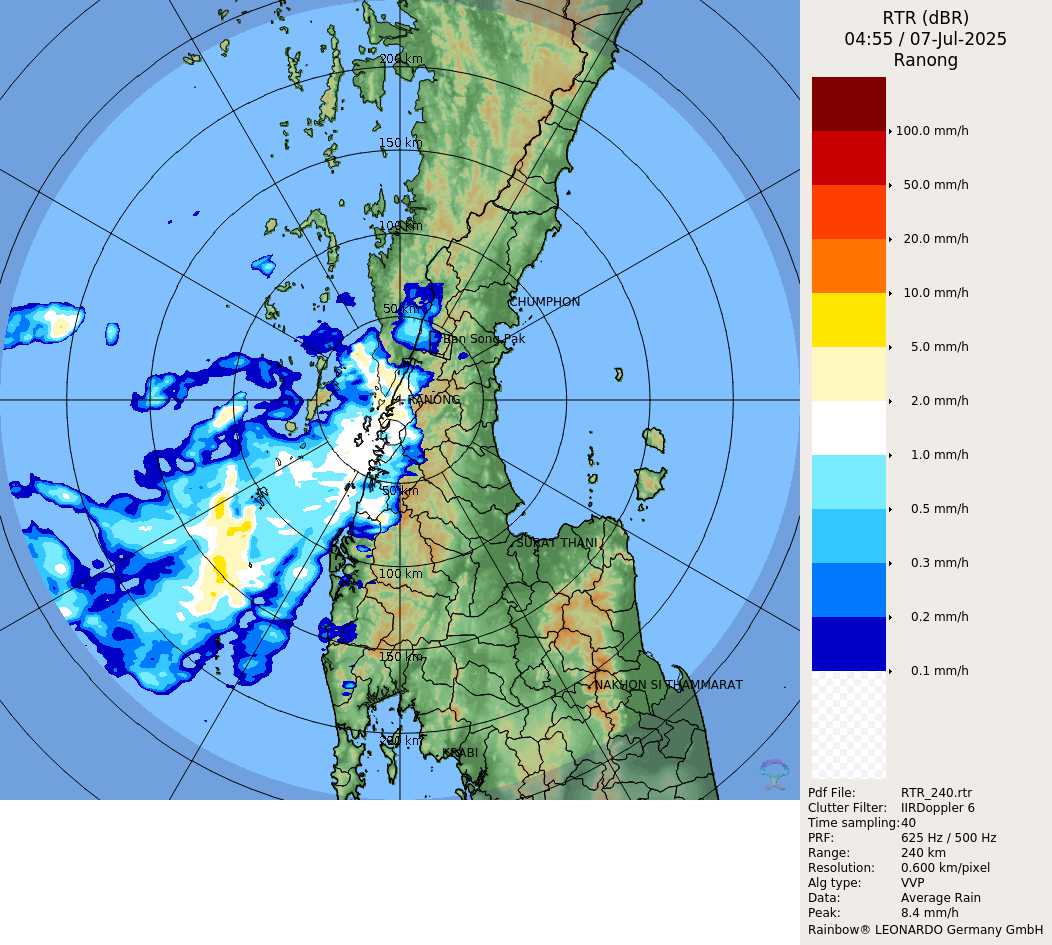 RTR (dBR)
04:55 / 07-Jul-2025
Ranong
200 km
150 km
100 km
50 km
CHUMPHON
Ban Song Pak
RANONG
50 km
SURAT THANI
100 km
150 km
NAKHON SI THAMMARAT
200 km
KRABI
100.0 mm/h
50.0 mm/h
20.0 mm/h
10.0 mm/h
5.0 mm/h
2.0 mm/h
1.0 mm/h
0.5 mm/h
0.3 mm/h
0.2 mm/h
0.1 mm/h
Pdf File: RTR_240.rtr
Clutter Filter: IIRDoppler 6
Time sampling:40
PRF: 625 Hz / 500 Hz
Range: 240 km
Resolution: 0.600 km/pixel
Alg type: VVP
Data: Average Rain
Peak: 8.4 mm/h
Rainbow® LEONARDO Germany GmbH